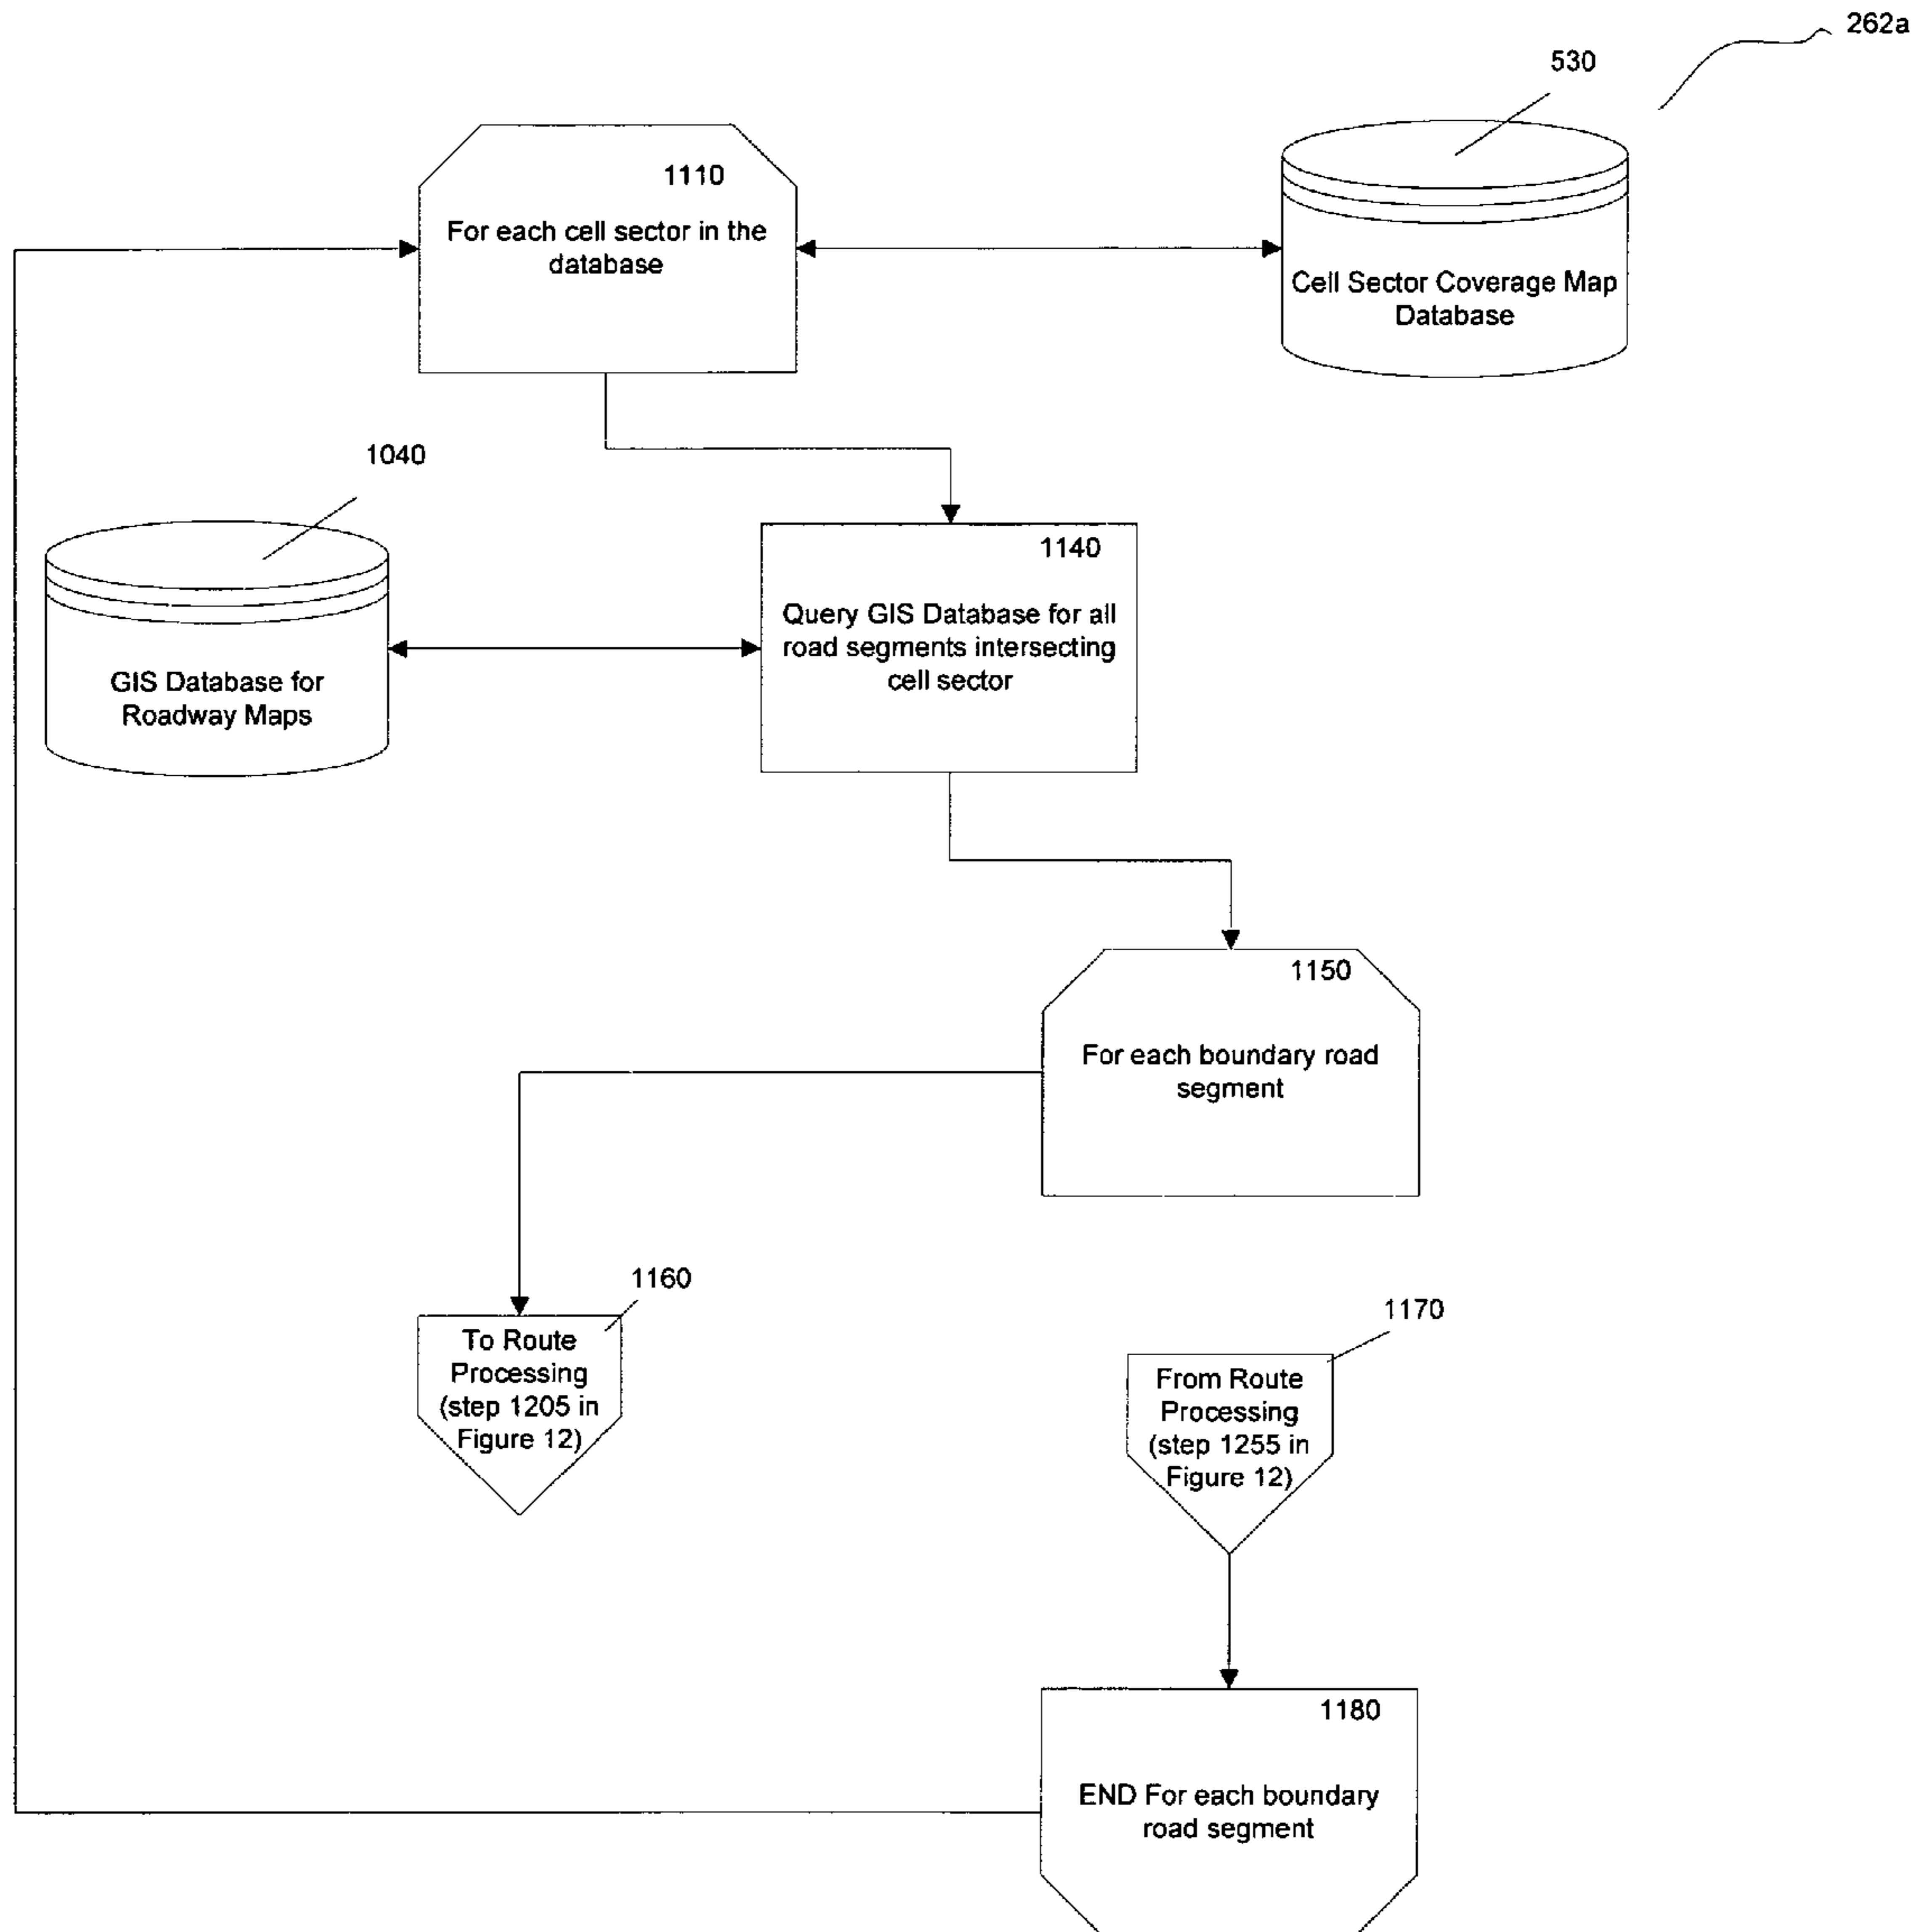 262a
530
1110
For each cell sector in the
database
Cell Sector Coverage Map
Database
1040
GIS Database for
Roadway Maps
1140
Query GIS Database for all
road segments intersecting
cell sector
1150
For each boundary road
segment
1160
To Route
Processing
(step 1205 in
Figure 12)
1170
From Route
Processing
(step 1255 in
Figure 12)
1180
END For each boundary
road segment